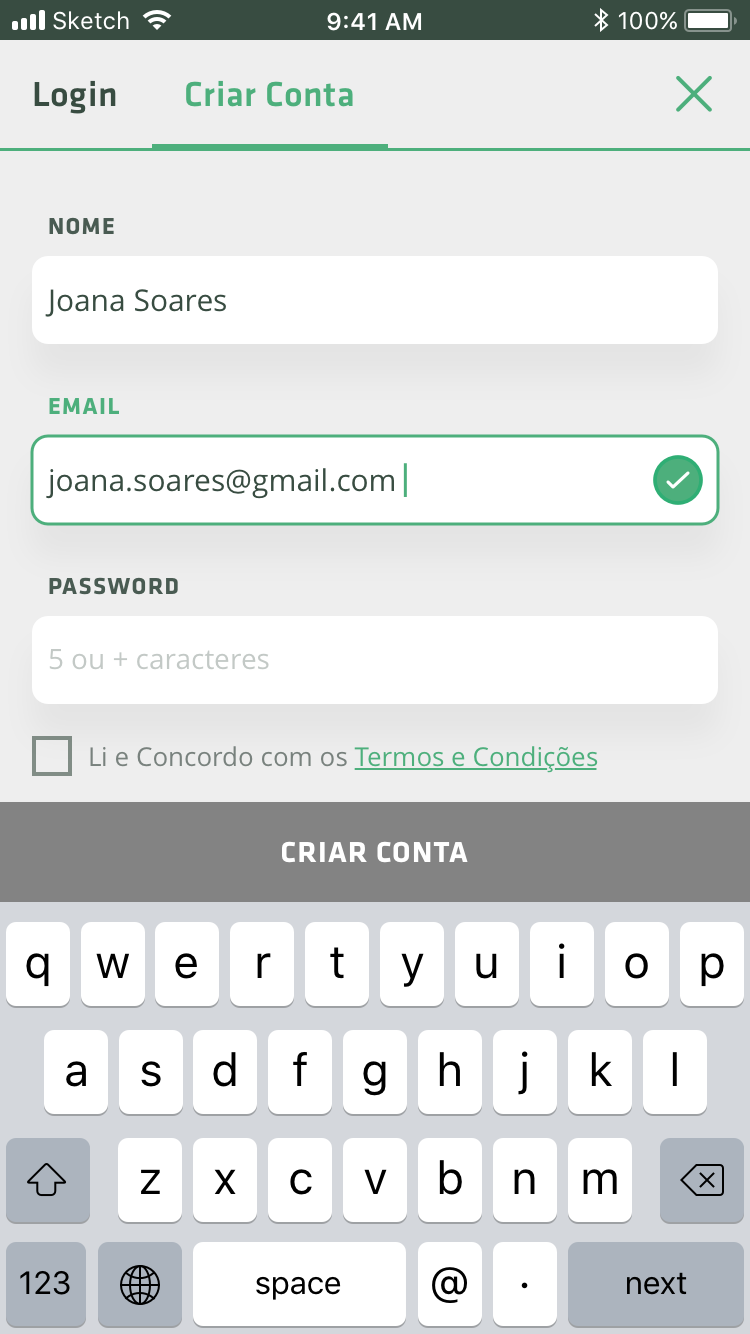 Sketch 9:41 AM 100%
Login Criar Conta
NOME
Joana Soares
EMAIL
joana.soares@gmail.com
PASSWORD
5 ou + caracteres
Li e Concordo com os Termos e Condições
CRIAR CONTA
q w e r t y u i o p
a s d f g h j k l
z x c v b n m
123 space @ . next